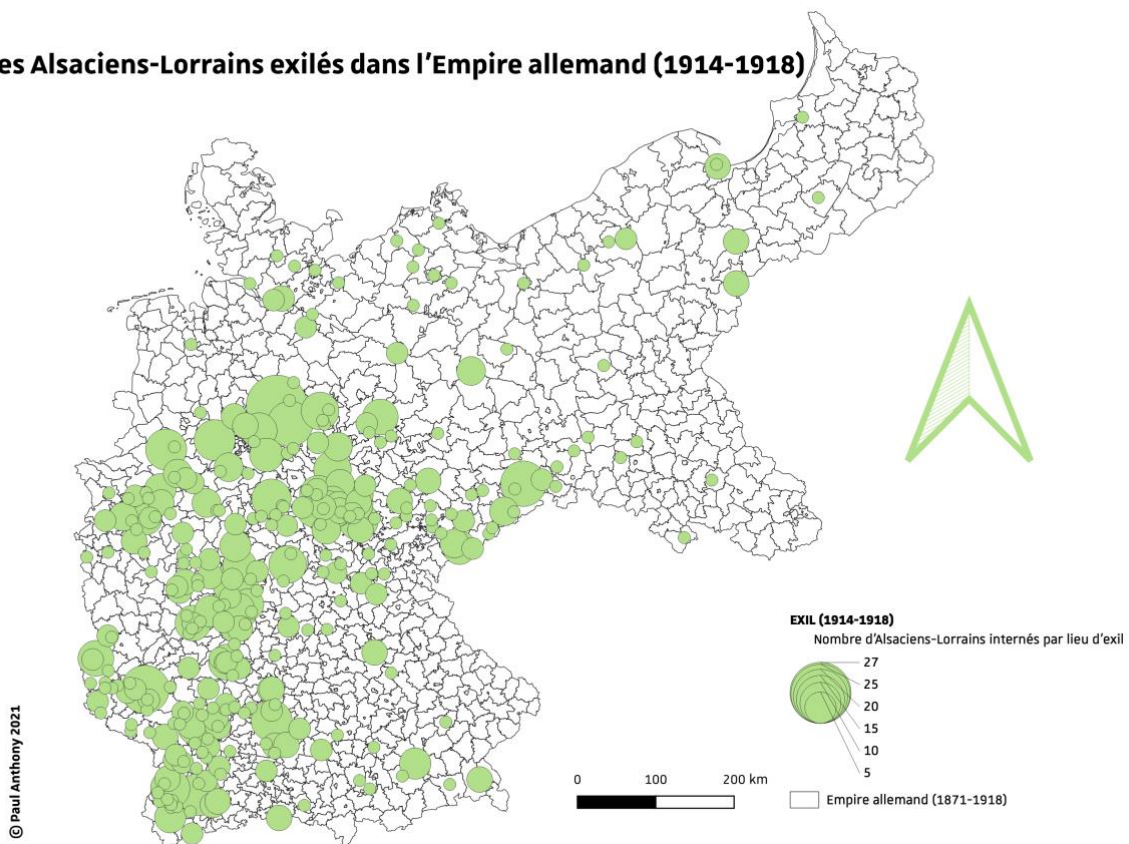 es Alsaciens-Lorrains exilés dans l'Empire allemand (1914-1918)
EXIL (1914-1918)
Nombre d'Alsaciens-Lorrains internés par lieu d'exil
27
25
20
15
10
5
0 100 200 km
Empire allemand (1871-1918)
© Paul Anthony 2021